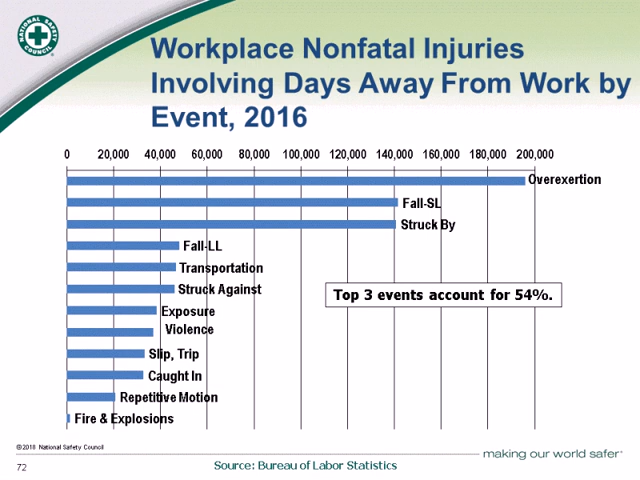 NATIONAL SAFETY COUNCIL
Workplace Nonfatal Injuries
Involving Days Away From Work by
Event, 2016
0 20,000 40,000 60,000 80,000 100,000 120,000 140,000 160,000 180,000 200,000
Overexertion
Fall-SL
Struck By
Fall-LL
Transportation
Struck Against
Top 3 events account for 54%.
Exposure
Violence
Slip, Trip
Caught In
Repetitive Motion
Fire & Explosions
©2018 National Safety Council
making our world safer
72
Source: Bureau of Labor Statistics